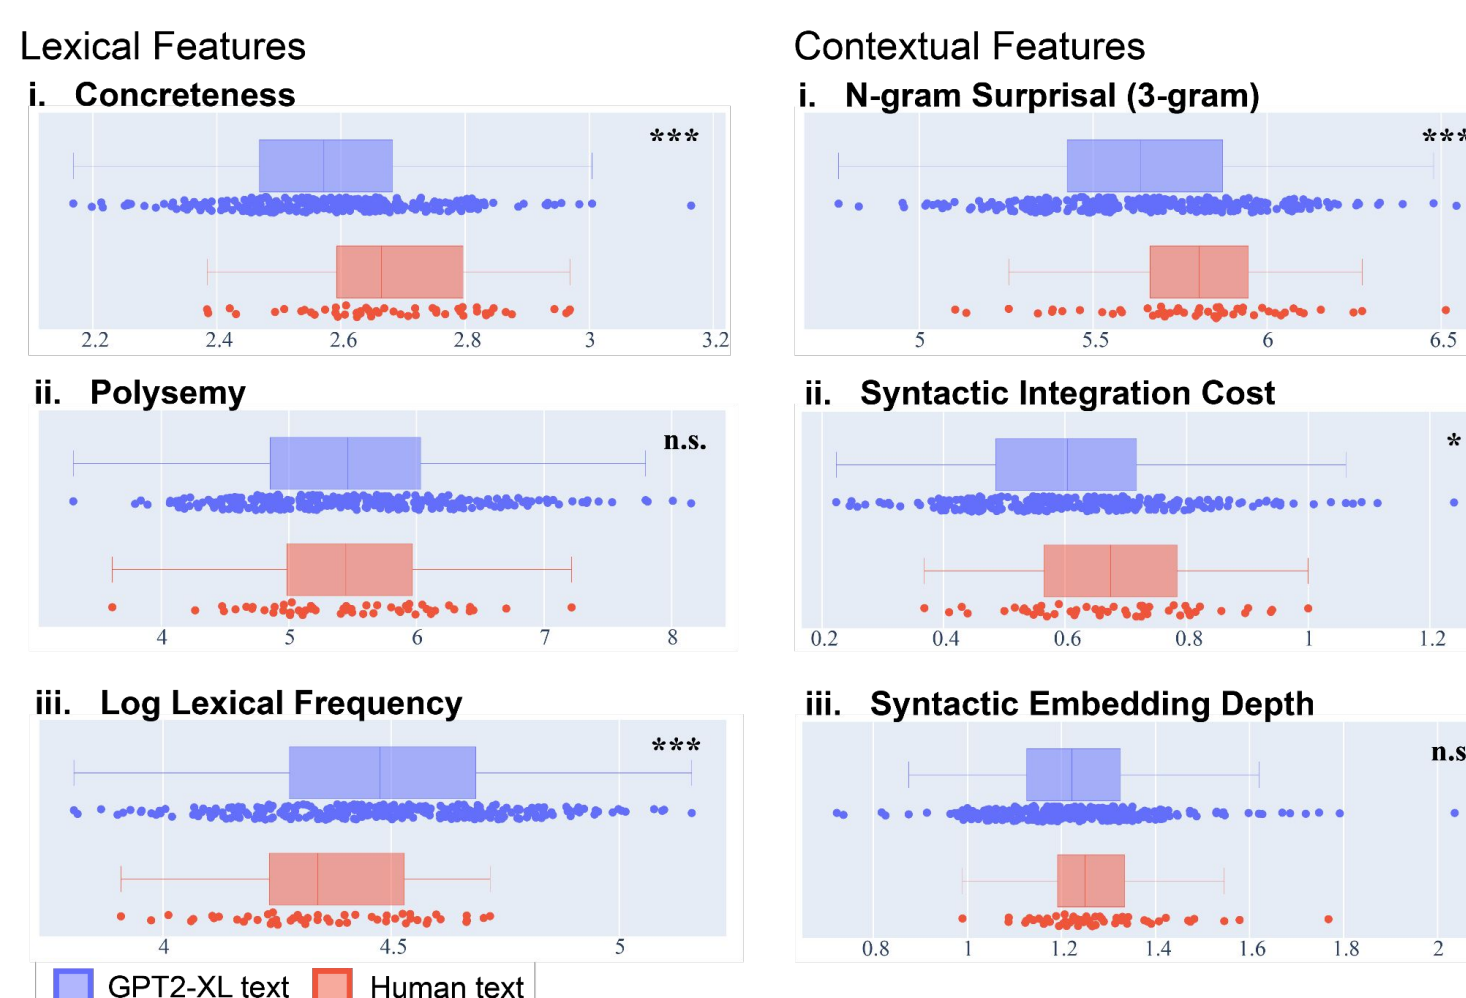 Lexical Features
i. Concreteness
***
2.2 2.4 2.6 2.8 3 3.2
ii. Polysemy
n.s.
4 5 6 7 8
iii. Log Lexical Frequency
***
4 4.5 5
GPT2-XL text Human text
Contextual Features
i. N-gram Surprisal (3-gram)
***
5 5.5 6 6.5
ii. Syntactic Integration Cost
*
0.2 0.4 0.6 0.8 1 1.2
iii. Syntactic Embedding Depth
n.s
0.8 1 1.2 1.4 1.6 1.8 2